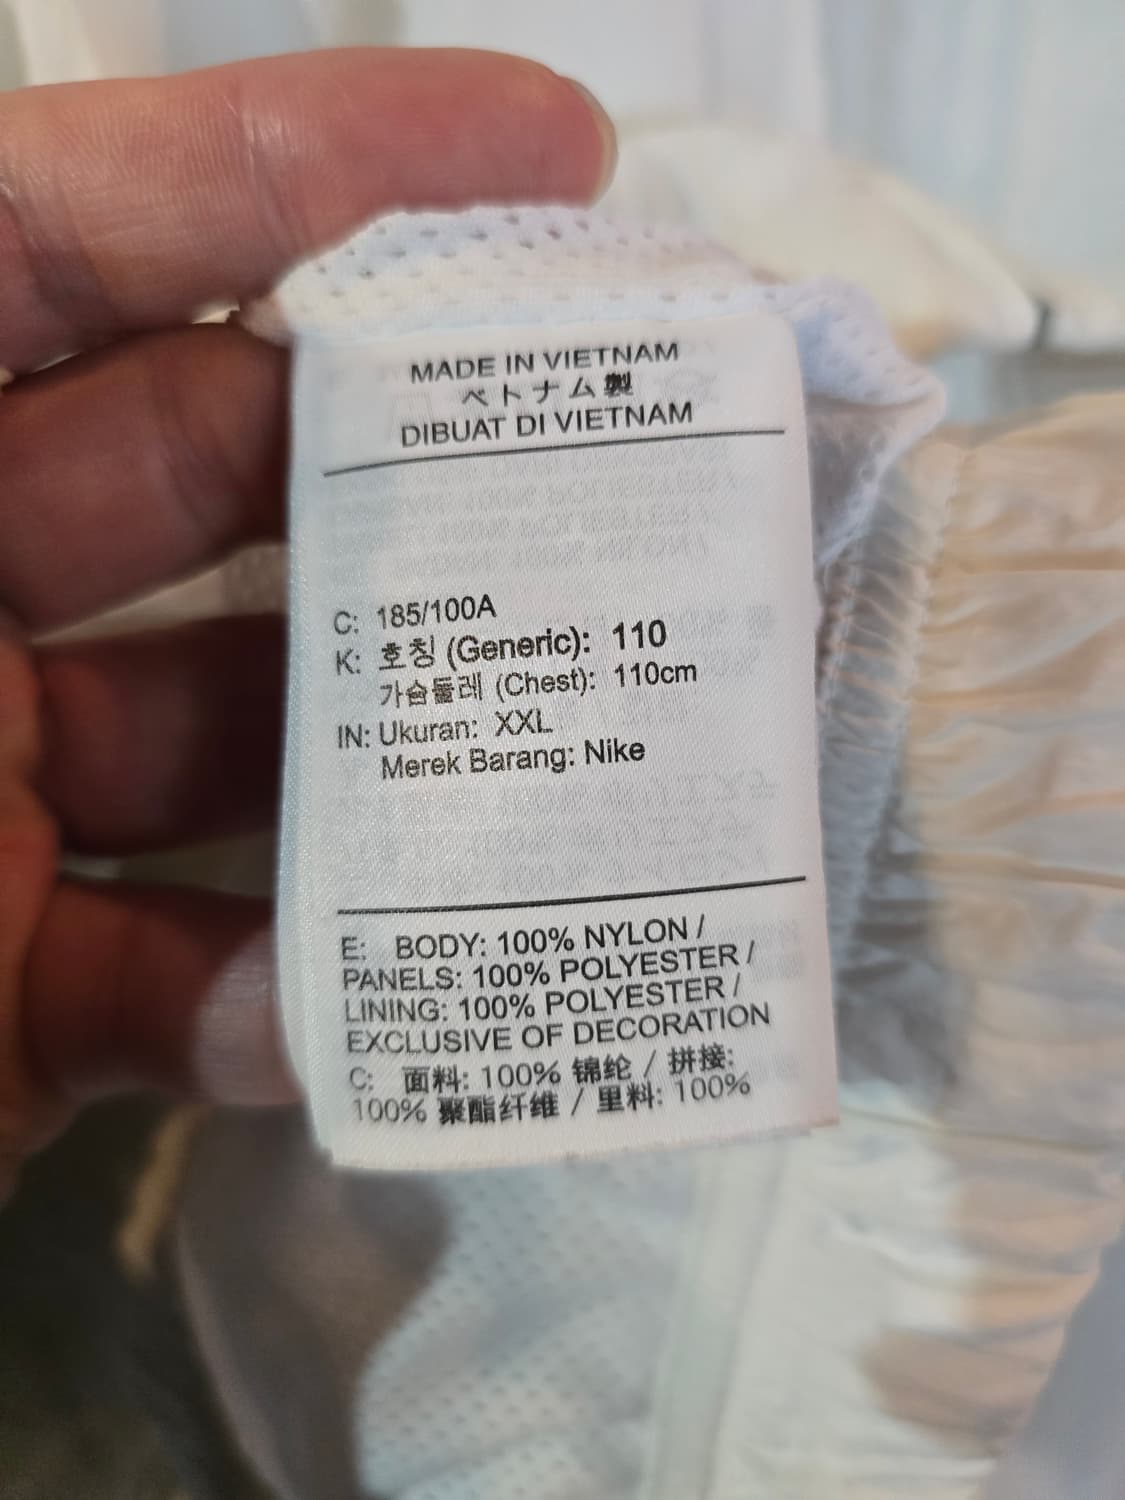 MADE IN VIETNAM
ベトナム製
DIBUAT DI VIETNAM
C: 185/100A
K: 호칭 (Generic): 110
가슴둘레 (Chest): 110cm
IN: Ukuran: XXL
Merek Barang: Nike
E: BODY: 100% NYLON /
PANELS: 100% POLYESTER /
LINING: 100% POLYESTER /
EXCLUSIVE OF DECORATION
C: 面料: 100% 锦纶 / 拼接:
100% 聚酯纤维 / 里料: 100%